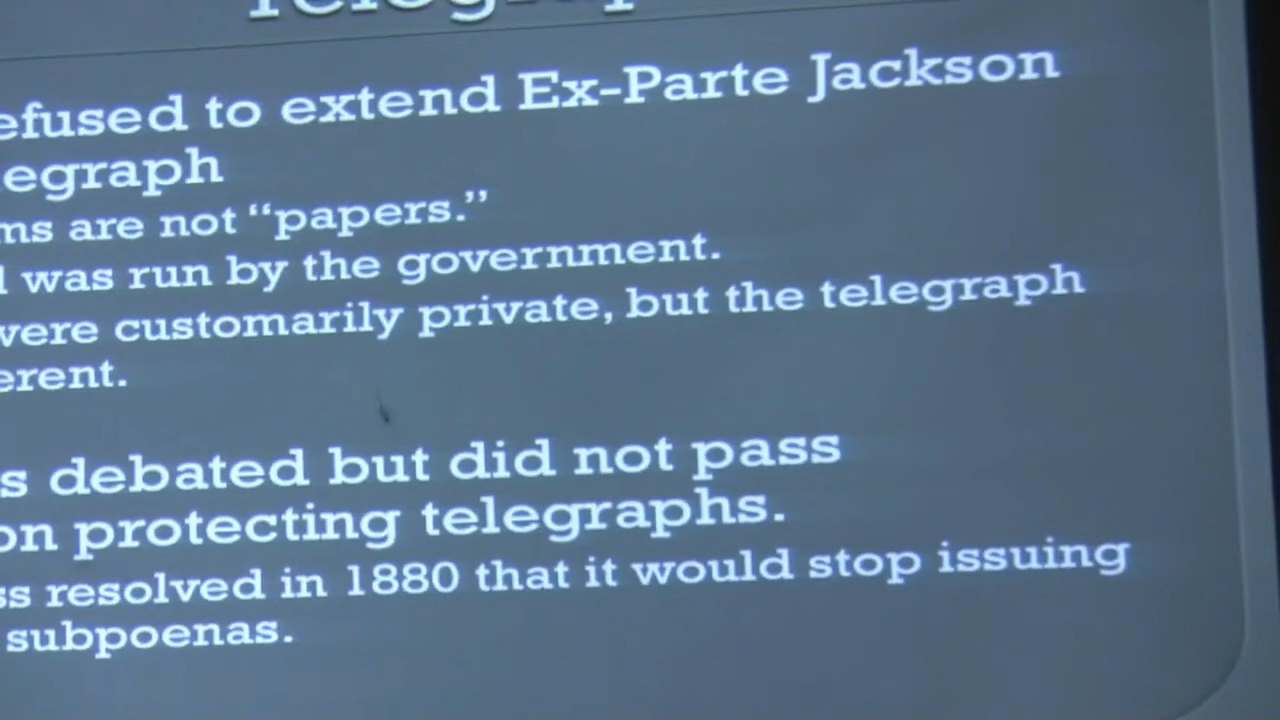 efused to extend Ex-Parte Jackson
legraph
ms are not “papers.”
was run by the government.
were customarily private, but the telegraph
erent.
s debated but did not pass
on protecting telegraphs.
ss resolved in 1880 that it would stop issuing
subpoenas.